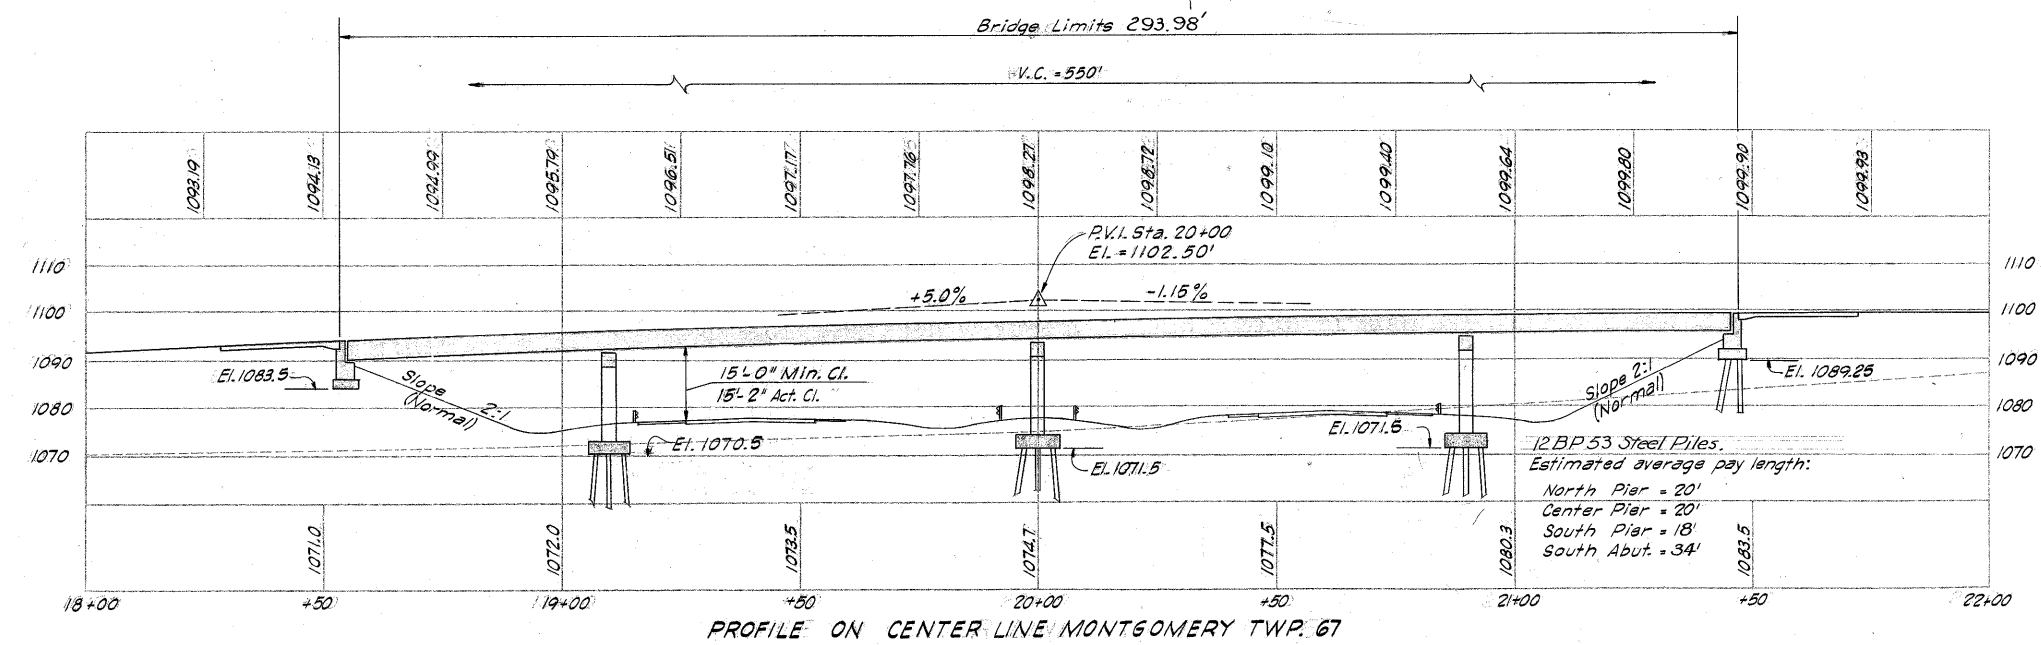 Bridge Limits 293.98'
V.C. = 550'
1093.19
1094.13
1094.99
1095.79
1096.51
1097.17
1097.76
1098.27
1098.72
1099.10
1099.40
1099.64
1099.80
1099.90
1099.93
P.V.I. Sta. 20+00
El. = 1102.50'
+5.0%
-1.15%
1110
1110
1100
1100
1090
1090
1080
1080
1070
1070
El. 1083.5
Slope 2:1
(Normal)
15'-0" Min. Cl.
15'-2" Act. Cl.
El. 1070.5
El. 1071.5
El. 1071.5
Slope 2:1
(Normal)
El. 1089.25
12 BP 53 Steel Piles.
Estimated average pay length:
North Pier = 20'
Center Pier = 20'
South Pier = 18'
South Abut. = 34'
1071.0
1072.0
1073.5
1074.7
1077.5
1080.3
1083.5
18+00
+50
19+00
+50
20+00
+50
21+00
+50
22+00
PROFILE ON CENTER LINE MONTGOMERY TWP. 67